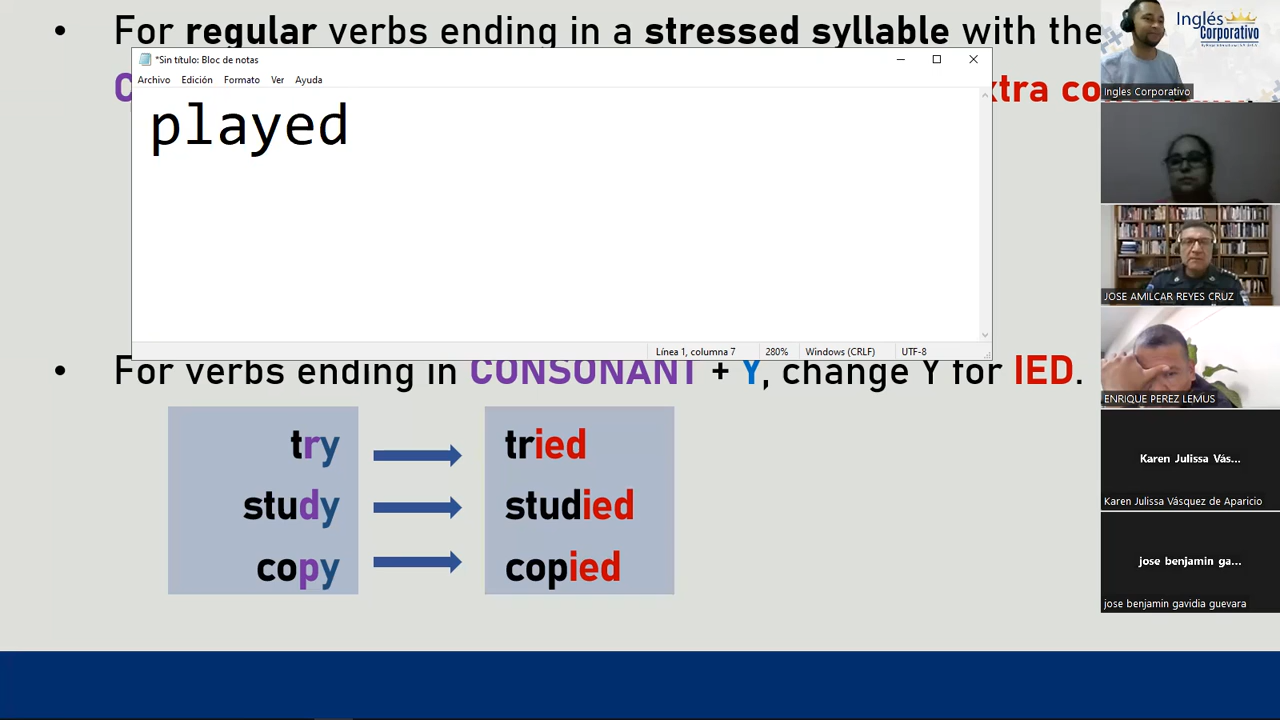 • For regular verbs ending in a stressed syllable with the
*Sin título: Bloc de notas
Archivo Edición Formato Ver Ayuda
played
Línea 1, columna 7 280% Windows (CRLF) UTF-8
• For verbs ending in CONSONANT + Y, change Y for IED.
try tried
study studied
copy copied
Inglés
Corporativo
Ingles Corporativo
JOSE AMILCAR REYES CRUZ
ENRIQUE PEREZ LEMUS
Karen Julissa Vás...
Karen Julissa Vásquez de Aparicio
jose benjamin ga...
jose benjamin gavidia guevara